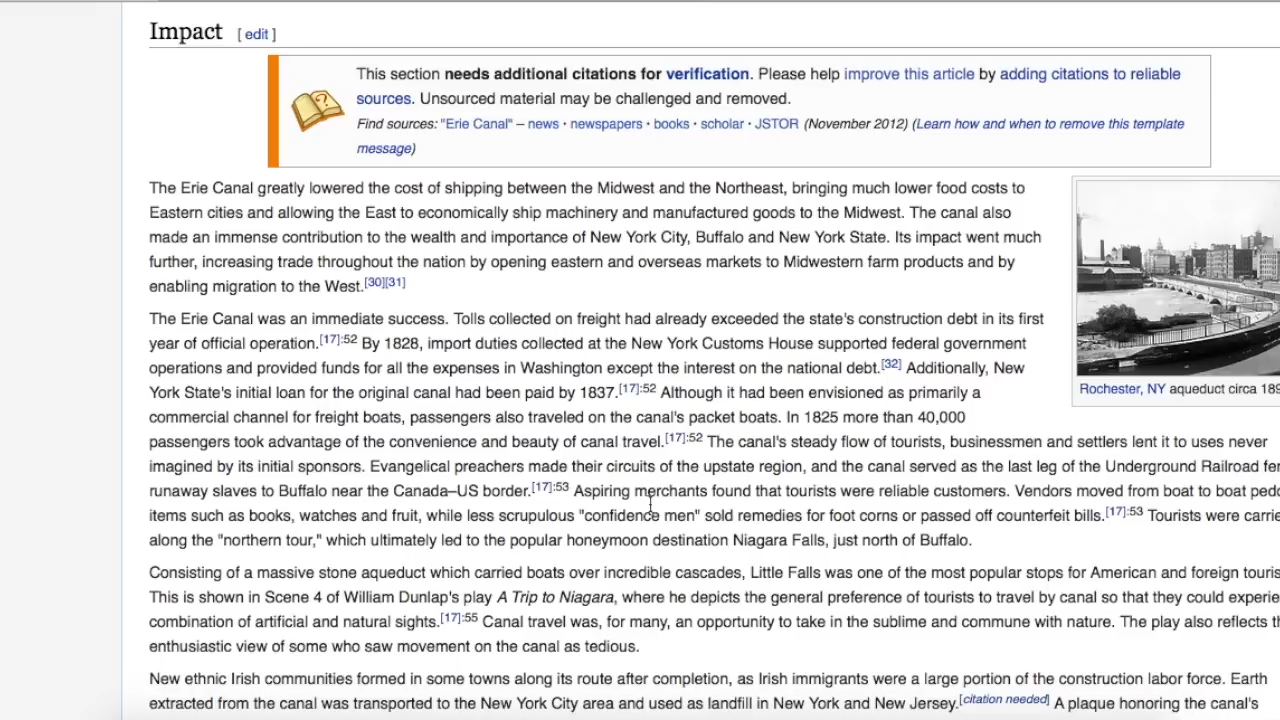 Impact [ edit ]
This section needs additional citations for verification. Please help improve this article by adding citations to reliable
sources. Unsourced material may be challenged and removed.
Find sources: "Erie Canal" – news · newspapers · books · scholar · JSTOR (November 2012) (Learn how and when to remove this template
message)
The Erie Canal greatly lowered the cost of shipping between the Midwest and the Northeast, bringing much lower food costs to
Eastern cities and allowing the East to economically ship machinery and manufactured goods to the Midwest. The canal also
made an immense contribution to the wealth and importance of New York City, Buffalo and New York State. Its impact went much
further, increasing trade throughout the nation by opening eastern and overseas markets to Midwestern farm products and by
enabling migration to the West.[30][31]
Rochester, NY aqueduct circa 189
The Erie Canal was an immediate success. Tolls collected on freight had already exceeded the state's construction debt in its first
year of official operation.[17]:52 By 1828, import duties collected at the New York Customs House supported federal government
operations and provided funds for all the expenses in Washington except the interest on the national debt.[32] Additionally, New
York State's initial loan for the original canal had been paid by 1837.[17]:52 Although it had been envisioned as primarily a
commercial channel for freight boats, passengers also traveled on the canal's packet boats. In 1825 more than 40,000
passengers took advantage of the convenience and beauty of canal travel.[17]:52 The canal's steady flow of tourists, businessmen and settlers lent it to uses never
imagined by its initial sponsors. Evangelical preachers made their circuits of the upstate region, and the canal served as the last leg of the Underground Railroad fer
runaway slaves to Buffalo near the Canada–US border.[17]:53 Aspiring merchants found that tourists were reliable customers. Vendors moved from boat to boat pedd
items such as books, watches and fruit, while less scrupulous "confidence men" sold remedies for foot corns or passed off counterfeit bills.[17]:53 Tourists were carrie
along the "northern tour," which ultimately led to the popular honeymoon destination Niagara Falls, just north of Buffalo.
Consisting of a massive stone aqueduct which carried boats over incredible cascades, Little Falls was one of the most popular stops for American and foreign touris
This is shown in Scene 4 of William Dunlap's play A Trip to Niagara, where he depicts the general preference of tourists to travel by canal so that they could experie
combination of artificial and natural sights.[17]:55 Canal travel was, for many, an opportunity to take in the sublime and commune with nature. The play also reflects th
enthusiastic view of some who saw movement on the canal as tedious.
New ethnic Irish communities formed in some towns along its route after completion, as Irish immigrants were a large portion of the construction labor force. Earth
extracted from the canal was transported to the New York City area and used as landfill in New York and New Jersey.[citation needed] A plaque honoring the canal's